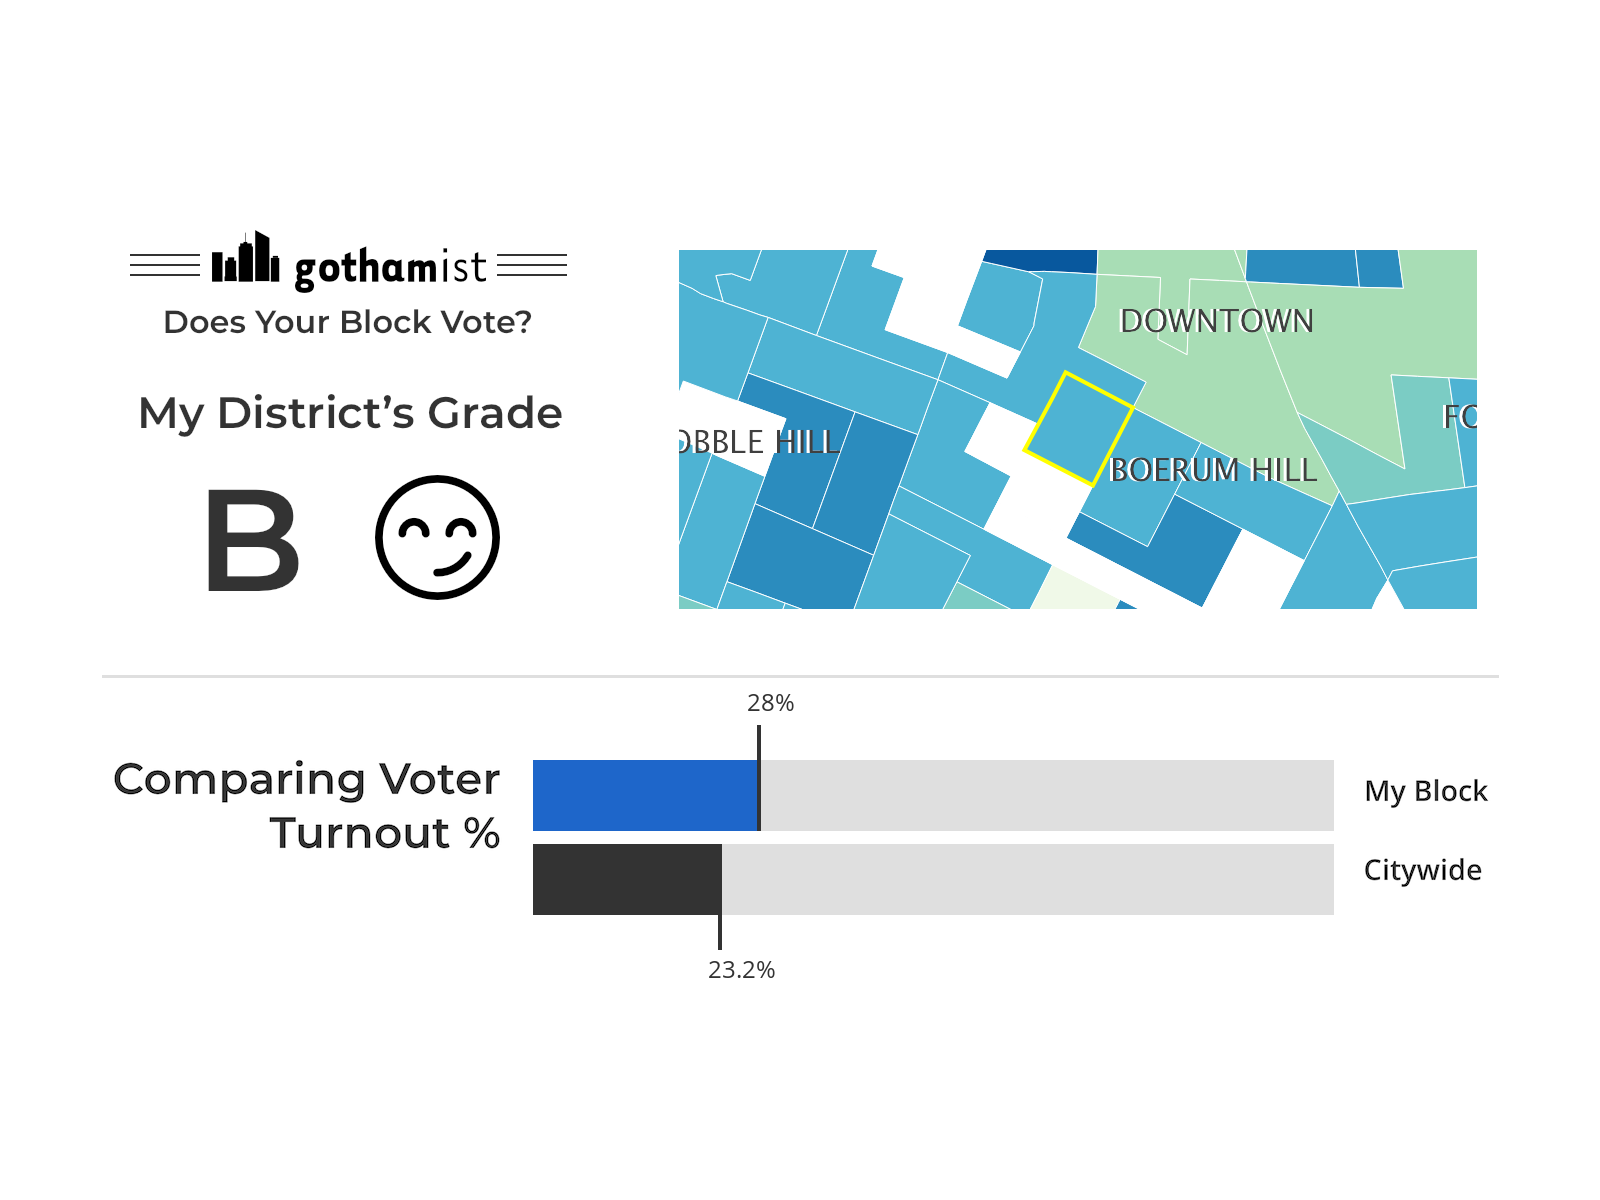 gothamist
Does Your Block Vote?
My District's Grade
B
DOWNTOWN
OBBLE HILL
FO
BOERUM HILL
28%
Comparing Voter
Turnout %
My Block
Citywide
23.2%